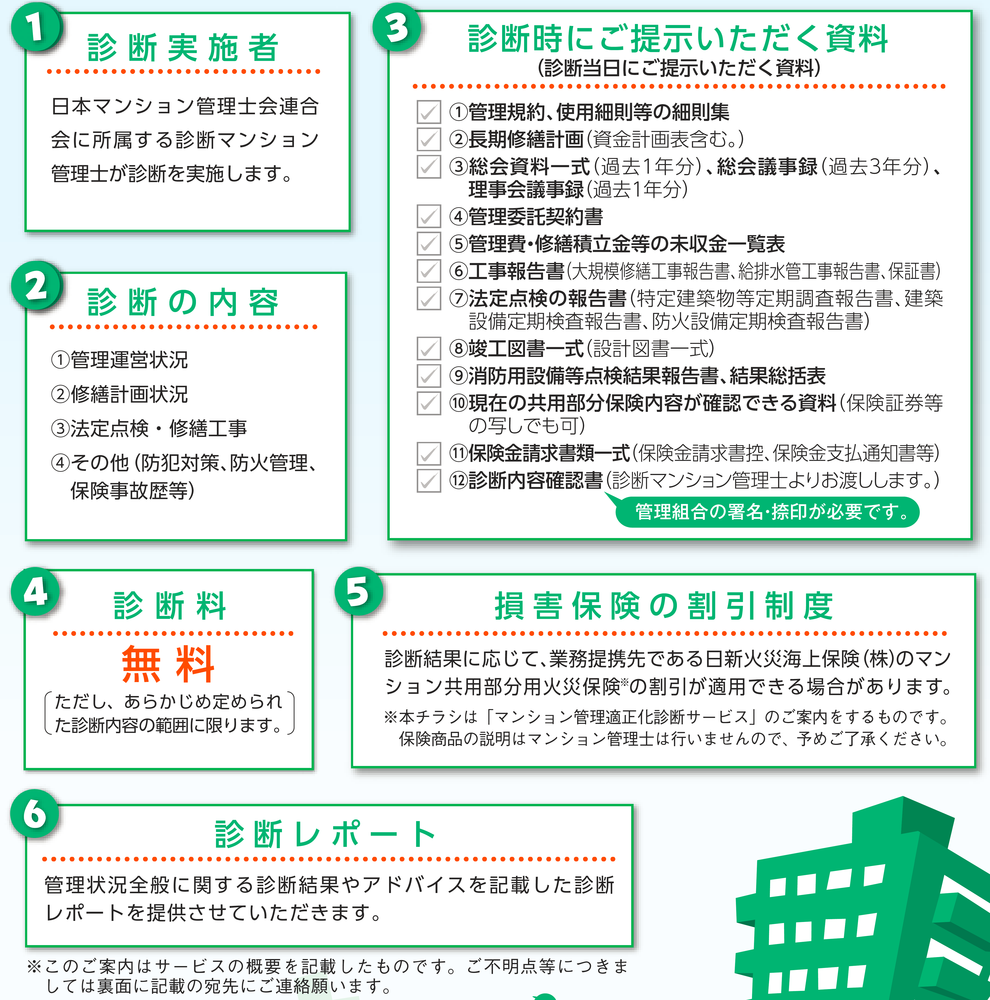 1
診断実施者
日本マンション管理士会連合
会に所属する診断マンション
管理士が診断を実施します。
2
診断の内容
①管理運営状況
②修繕計画状況
③法定点検・修繕工事
④その他(防犯対策、防火管理、
保険事故歴等)
3
診断時にご提示いただく資料
(診断当日にご提示いただく資料)
①管理規約、使用細則等の細則集
②長期修繕計画(資金計画表含む。)
③総会資料一式(過去1年分)、総会議事録(過去3年分)、
理事会議事録(過去1年分)
④管理委託契約書
⑤管理費・修繕積立金等の未収金一覧表
⑥工事報告書(大規模修繕工事報告書、給排水管工事報告書、保証書)
⑦法定点検の報告書(特定建築物等定期調査報告書、建築
設備定期検査報告書、防火設備定期検査報告書)
⑧竣工図書一式(設計図書一式)
⑨消防用設備等点検結果報告書、結果総括表
⑩現在の共用部分保険内容が確認できる資料(保険証券等
の写しでも可)
⑪保険金請求書類一式(保険金請求書控、保険金支払通知書等)
⑫診断内容確認書(診断マンション管理士よりお渡しします。)
管理組合の署名・捺印が必要です。
4
診断料
無料
ただし、あらかじめ定められ
た診断内容の範囲に限ります。
5
損害保険の割引制度
診断結果に応じて、業務提携先である日新火災海上保険(株)のマン
ション共用部分用火災保険※の割引が適用できる場合があります。
※本チラシは「マンション管理適正化診断サービス」のご案内をするものです。
保険商品の説明はマンション管理士は行いませんので、予めご了承ください。
6
診断レポート
管理状況全般に関する診断結果やアドバイスを記載した診断
レポートを提供させていただきます。
※このご案内はサービスの概要を記載したものです。ご不明点等につきま
しては裏面に記載の宛先にご連絡願います。